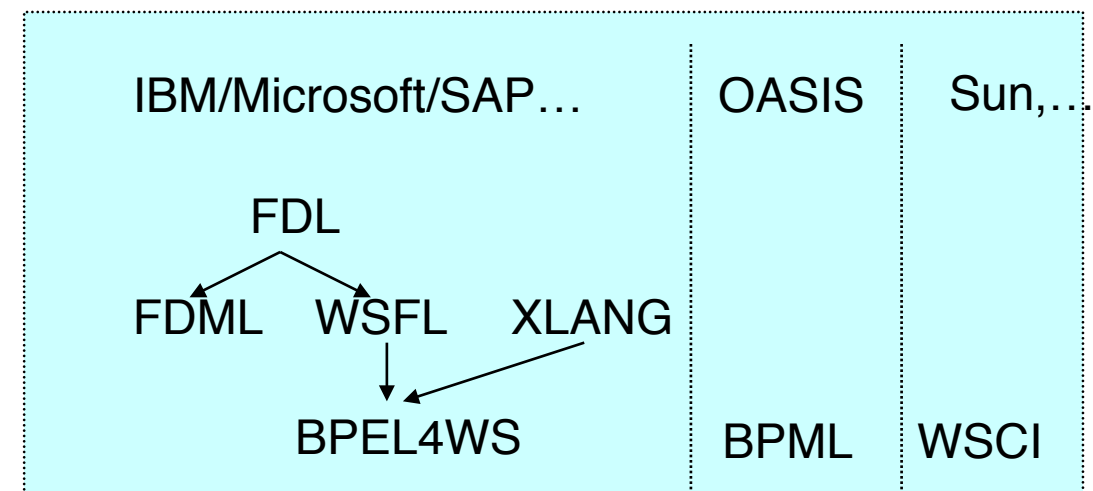 IBM/Microsoft/SAP… OASIS Sun,…
FDL
FDML WSFL XLANG
BPEL4WS BPML WSCI